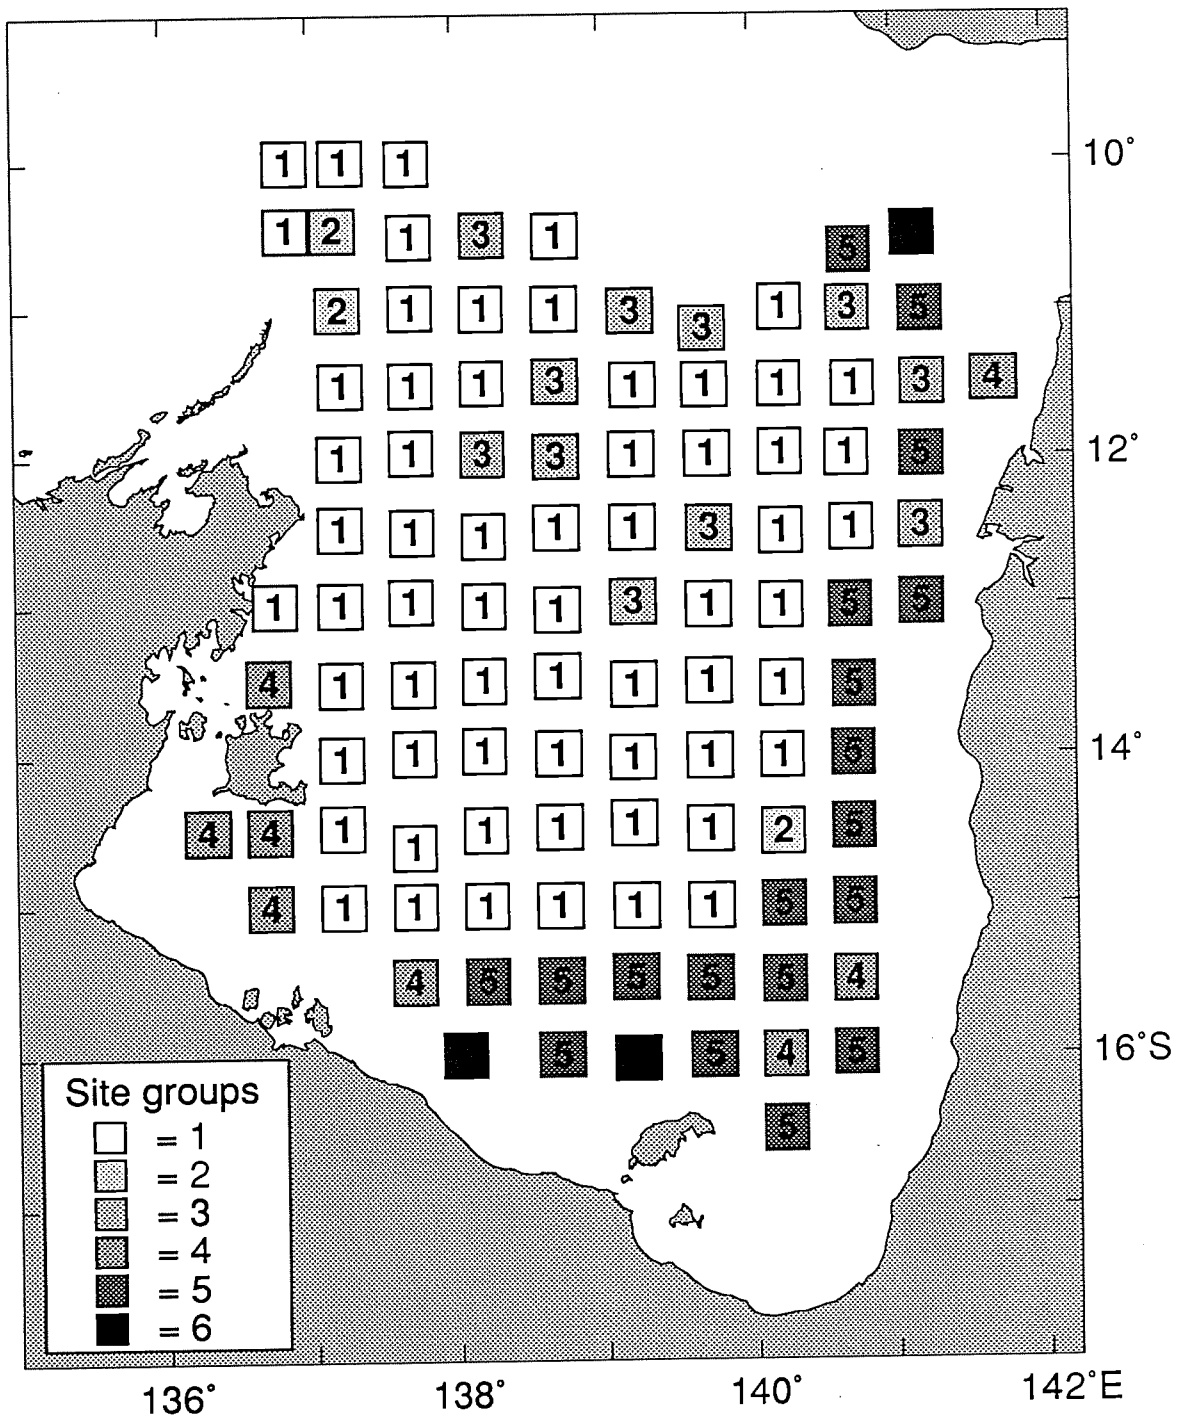 1 1 1 10°
1 2 1 3 1 5
2 1 1 1 3 3 1 3 5
1 1 1 3 1 1 1 1 3 4
1 1 3 3 1 1 1 1 5 12°
1 1 1 1 1 3 1 1 3
1 1 1 1 1 3 1 1 5 5
4 1 1 1 1 1 1 1 5
1 1 1 1 1 1 1 5 14°
4 4 1 1 1 1 1 1 2 5
4 1 1 1 1 1 1 5 5
4 5 5 5 5 5 4
5 5 4 5 16°S
5
Site groups
= 1
= 2
= 3
= 4
= 5
= 6
136° 138° 140° 142°E